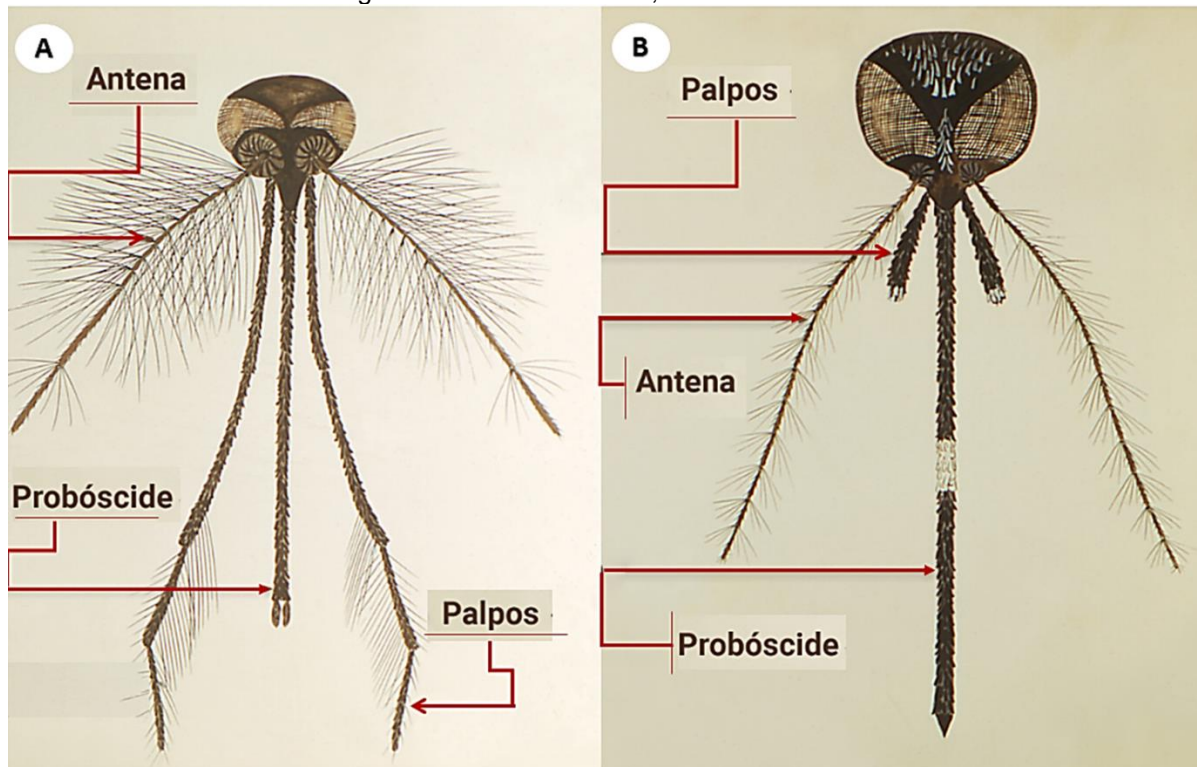 A
Antena
Probóscide
Palpos
B
Palpos
Antena
Probóscide